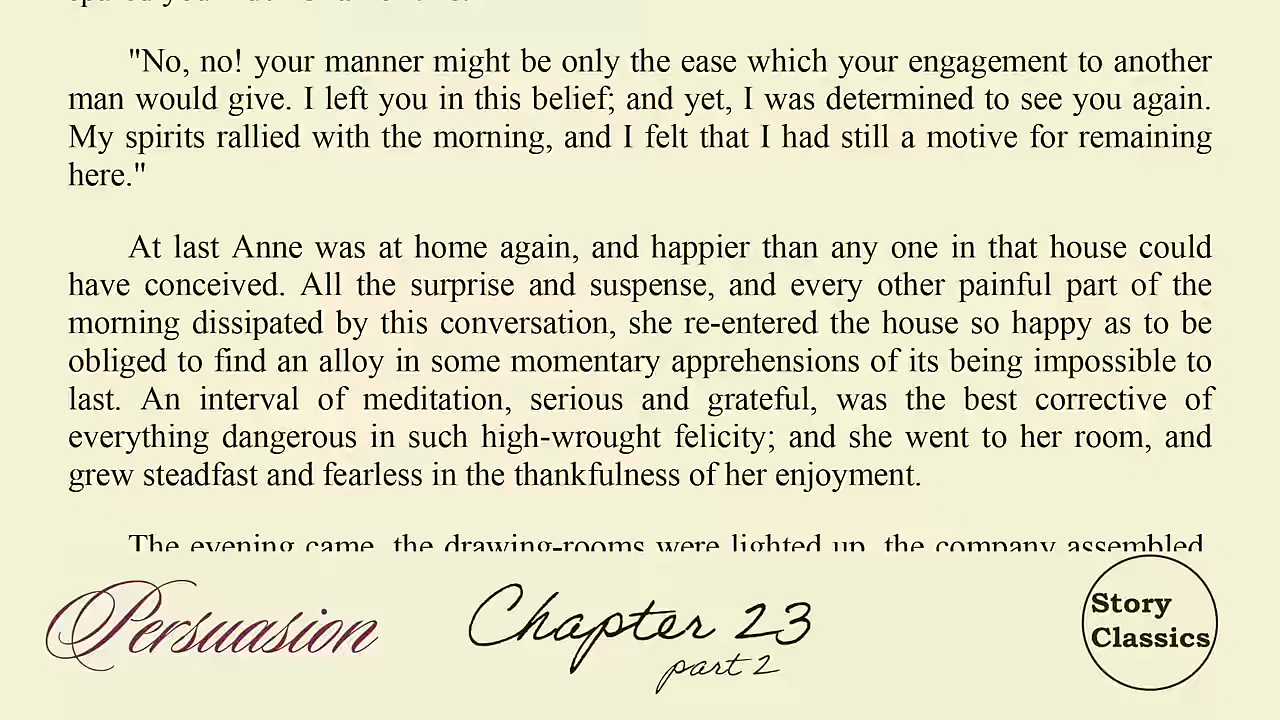 "No, no! your manner might be only the ease which your engagement to another
man would give. I left you in this belief; and yet, I was determined to see you again.
My spirits rallied with the morning, and I felt that I had still a motive for remaining
here."
At last Anne was at home again, and happier than any one in that house could
have conceived. All the surprise and suspense, and every other painful part of the
morning dissipated by this conversation, she re-entered the house so happy as to be
obliged to find an alloy in some momentary apprehensions of its being impossible to
last. An interval of meditation, serious and grateful, was the best corrective of
everything dangerous in such high-wrought felicity; and she went to her room, and
grew steadfast and fearless in the thankfulness of her enjoyment.
The evening came, the drawing-rooms were lighted up, the company assembled.
Persuasion
Chapter 23
part 2
Story
Classics